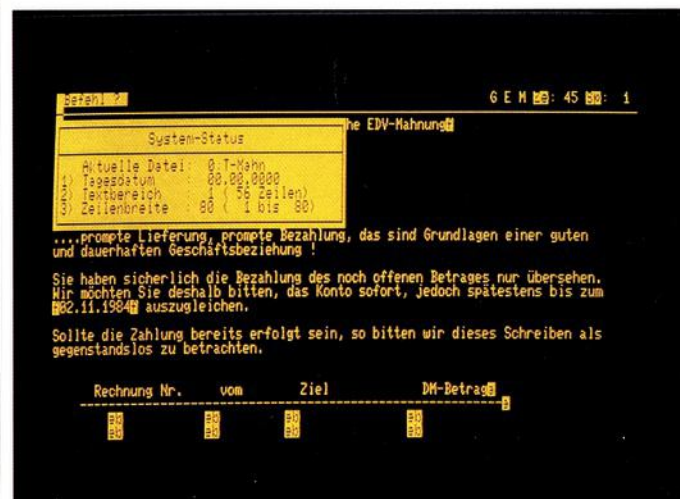 Befehl ?
G E M Ze: 45 Sp: 1
he EDV-Mahnung
System-Status
Aktuelle Datei: 0:T-Mahn
1) Tagesdatum : 00.00.0000
2) Textbereich : 1 ( 56 Zeilen)
3) Zeilenbreite : 80 ( 1 bis 80)
....prompte Lieferung, prompte Bezahlung, das sind Grundlagen einer guten
und dauerhaften Geschäftsbeziehung !
Sie haben sicherlich die Bezahlung des noch offenen Betrages nur übersehen.
Wir möchten Sie deshalb bitten, das Konto sofort, jedoch spätestens bis zum
02.11.1984 auszugleichen.
Sollte die Zahlung bereits erfolgt sein, so bitten wir dieses Schreiben als
gegenstandslos zu betrachten.
Rechnung Nr. vom Ziel DM-Betrag